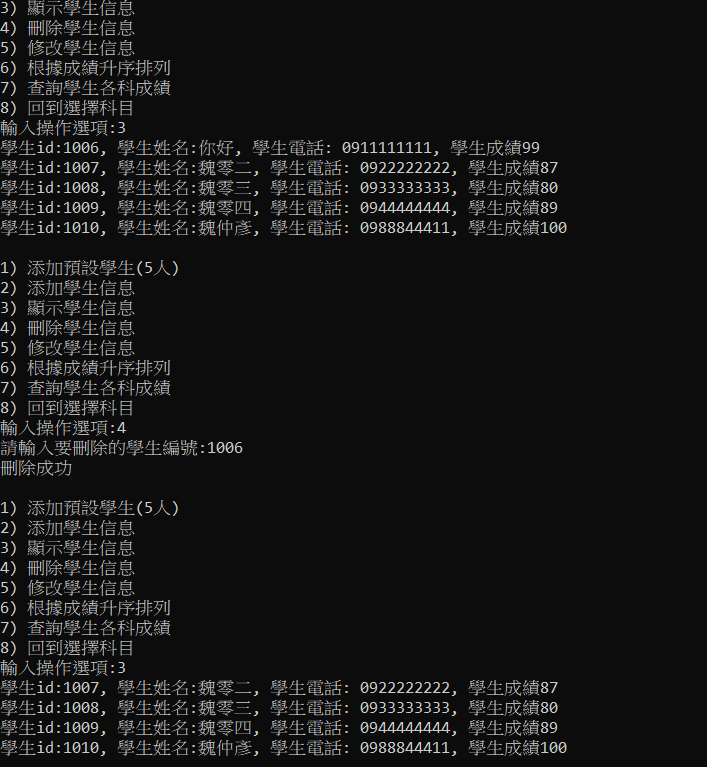 3) 顯示學生信息
4) 刪除學生信息
5) 修改學生信息
6) 根據成績升序排列
7) 查詢學生各科成績
8) 回到選擇科目
輸入操作選項:3
學生id:1006, 學生姓名:你好, 學生電話: 0911111111, 學生成績99
學生id:1007, 學生姓名:魏零二, 學生電話: 0922222222, 學生成績87
學生id:1008, 學生姓名:魏零三, 學生電話: 0933333333, 學生成績80
學生id:1009, 學生姓名:魏零四, 學生電話: 0944444444, 學生成績89
學生id:1010, 學生姓名:魏仲彥, 學生電話: 0988844411, 學生成績100
1) 添加預設學生(5人)
2) 添加學生信息
3) 顯示學生信息
4) 刪除學生信息
5) 修改學生信息
6) 根據成績升序排列
7) 查詢學生各科成績
8) 回到選擇科目
輸入操作選項:4
請輸入要刪除的學生編號:1006
刪除成功
1) 添加預設學生(5人)
2) 添加學生信息
3) 顯示學生信息
4) 刪除學生信息
5) 修改學生信息
6) 根據成績升序排列
7) 查詢學生各科成績
8) 回到選擇科目
輸入操作選項:3
學生id:1007, 學生姓名:魏零二, 學生電話: 0922222222, 學生成績87
學生id:1008, 學生姓名:魏零三, 學生電話: 0933333333, 學生成績80
學生id:1009, 學生姓名:魏零四, 學生電話: 0944444444, 學生成績89
學生id:1010, 學生姓名:魏仲彥, 學生電話: 0988844411, 學生成績100